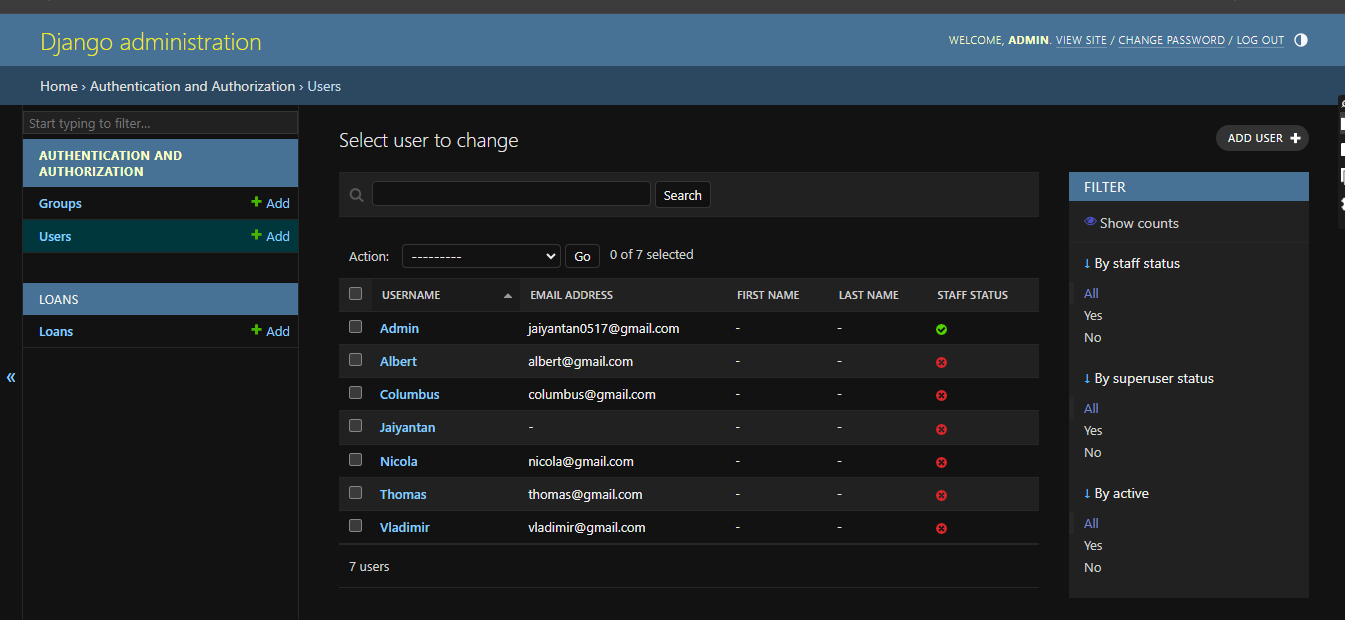 Django administration
WELCOME, ADMIN. VIEW SITE / CHANGE PASSWORD / LOG OUT
Home › Authentication and Authorization › Users
Start typing to filter...
AUTHENTICATION AND
AUTHORIZATION
Groups + Add
Users + Add
LOANS
Loans + Add
«
Select user to change
ADD USER +
Search
Action: --------- Go 0 of 7 selected
USERNAME EMAIL ADDRESS FIRST NAME LAST NAME STAFF STATUS
Admin jaiyantan0517@gmail.com - -
Albert albert@gmail.com - -
Columbus columbus@gmail.com - -
Jaiyantan - - -
Nicola nicola@gmail.com - -
Thomas thomas@gmail.com - -
Vladimir vladimir@gmail.com - -
7 users
FILTER
Show counts
↓ By staff status
All
Yes
No
↓ By superuser status
All
Yes
No
↓ By active
All
Yes
No